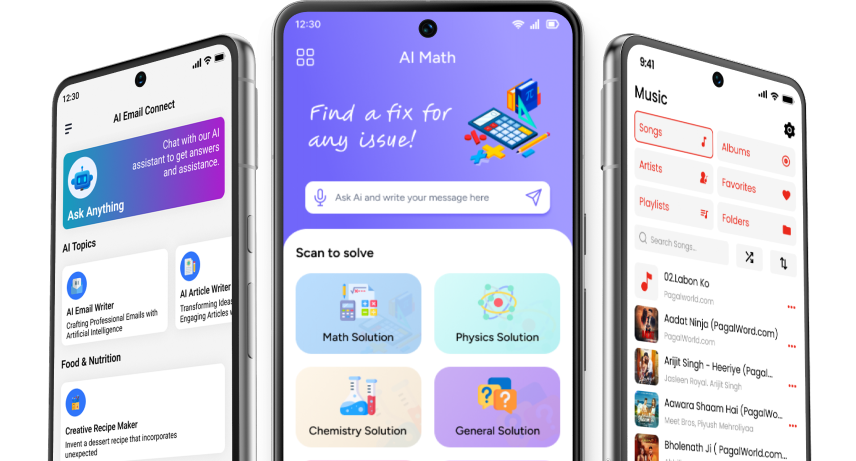 12:30
AI Email Connect
Chat with our AI
assistant to get answers
and assistance.
Ask Anything
AI Topics
AI Email Writer
Crafting Professional Emails with
Artificial Intelligence
AI Article Writer
Transforming Ideas
Engaging Articles
Food & Nutrition
Creative Recipe Maker
Invent a dessert recipe that incorporates
unexpected
12:30
AI Math
Find a fix for
any issue!
Ask Ai and write your message here
Scan to solve
Math Solution
Physics Solution
Chemistry Solution
General Solution
9:41
Music
Songs
Albums
Artists
Favorites
Playlists
Folders
Search Songs...
02.Labon Ko
Pagalworld.com
Aadat Ninja (PagalWord.com)
PagalWorld.com
Arijit Singh - Heeriye (Pagal...
Jasleen Royal, Arijit Singh
Aawara Shaam Hai (PagalWo...
Meet Bros, Piyush Mehroliyaa
Bholenath Ji ( PagalWorld.com...